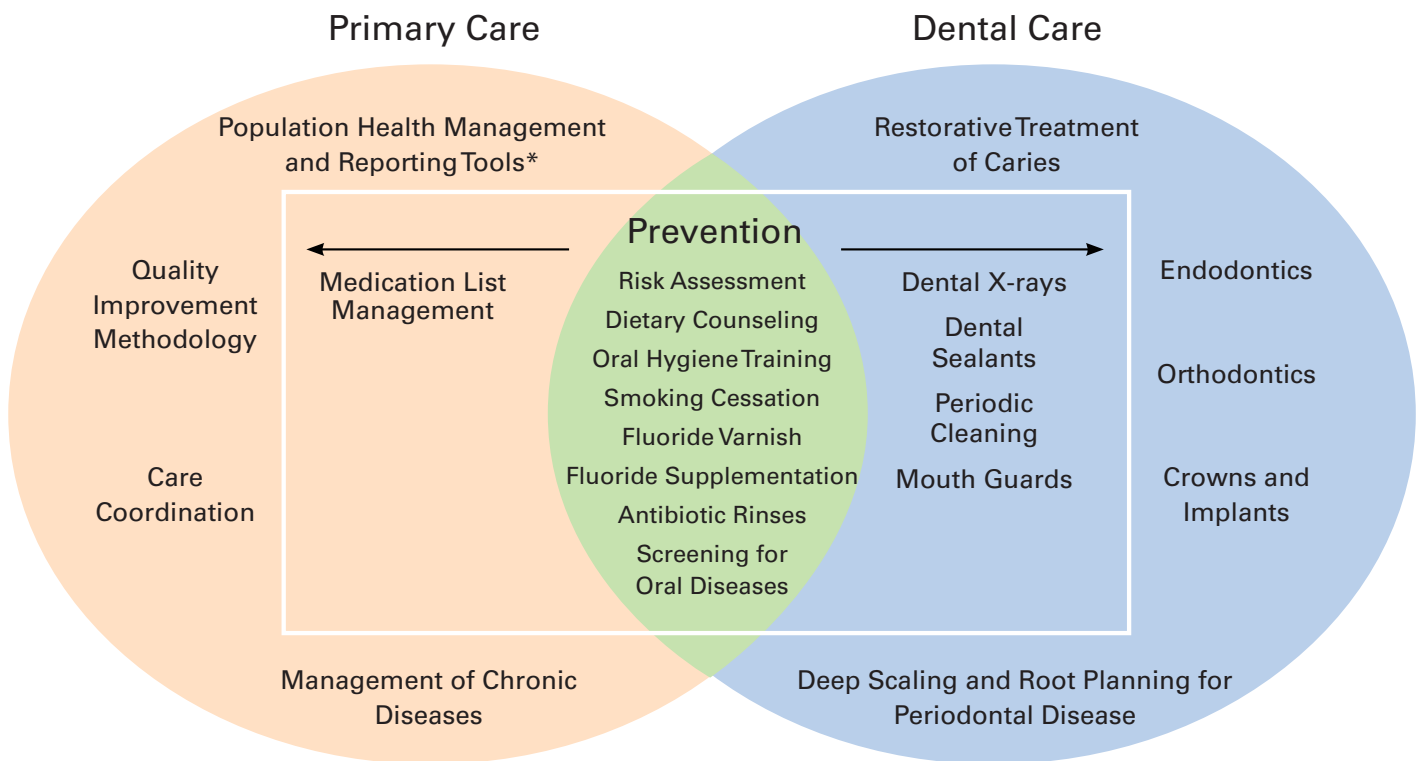 Primary Care
Dental Care
Population Health Management
and Reporting Tools*
Quality
Improvement
Methodology
Care
Coordination
Management of Chronic
Diseases
Medication List
Management
Prevention
Risk Assessment
Dietary Counseling
Oral Hygiene Training
Smoking Cessation
Fluoride Varnish
Fluoride Supplementation
Antibiotic Rinses
Screening for
Oral Diseases
Dental X-rays
Dental
Sealants
Periodic
Cleaning
Mouth Guards
Restorative Treatment
of Caries
Endodontics
Orthodontics
Crowns and
Implants
Deep Scaling and Root Planning for
Periodontal Disease